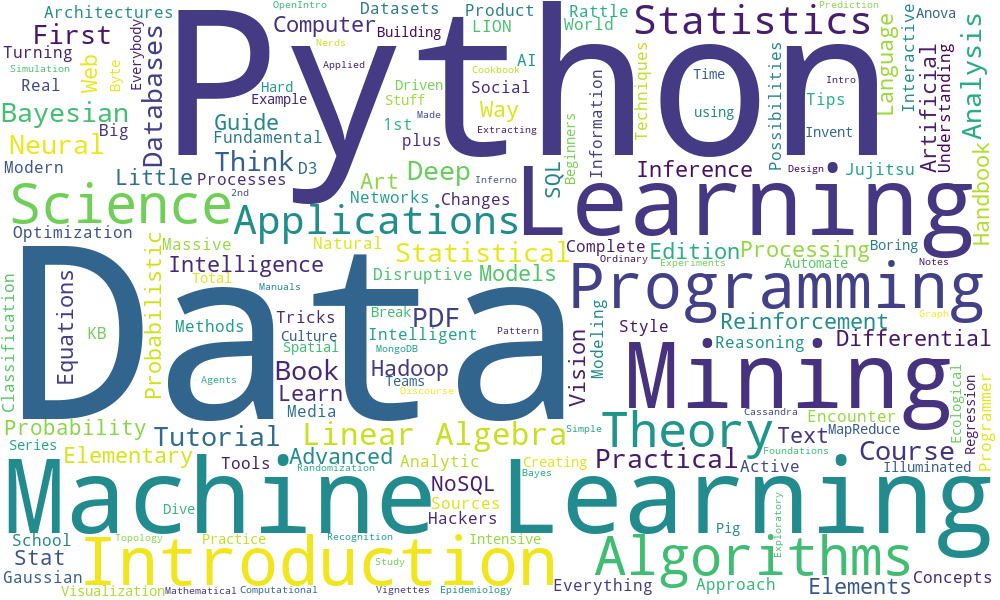 Architectures
OpenIntro
Datasets
Product
Rattle
Statistics
Language
Interactive
Anova
Prediction
First
Turning
Simulation
Real
Web
Byte
Everybody
Databases
Python
Computer
Building
Nerds
Applied
LION
World
AI
Techniques
Time
using
Possibilities
Intro
Tips
Invent
Artificial
Understanding
Analysis
Handbook
Bayesian
Big
Neural
Modern
Guide
Fundamental
Hard
Example
Driven
Stuff
Cookbook
Social
Made
Way
1st
plus
Extracting
Information
Beginners
SQL
Think
D3
Little
Processes
2nd
Art
Deep
Inferno
Networks
Changes
Inference
Design
Jujitsu
Science
Optimization
Applications
Learning
Probabilistic
Massive
Natural
Statistical
Complete
Ordinary
Edition
Experiments
Processing
Automate
Boring
Notes
Intelligence
Total
Manuals
Disruptive
Models
Data
Programming
Graph
Classification
Equations
KB
Methods
Tricks
Culture
Spatial
Break
PDF
Intelligent
MongoDB
Pattern
Vision
Modeling
Style
Reinforcement
Reasoning
Differential
Agents
Book
Learn
Media
Hadoop
Teams
Discourse
Mining
Ecological
Regression
Programmer
Cassandra
Encounter
MapReduce
Probability
Series
Tutorial
Linear Algebra
Simple
Theory
Text
Course
Elementary
Tools
Advanced
Randomization
Analytic
NoSQL
Sources
Hackers
Creating
Bayes
Practical
Foundations
Active
Illuminated
Machine Learning
Dive
Pig
Exploratory
School
Stat
Gaussian
Topology
Practice
Recognition
Study
Intensive
Introduction
Algorithms
Visualization
Mathematical
Computational
Vignettes
Epidemiology
Everything
Approach
Elements
Concepts